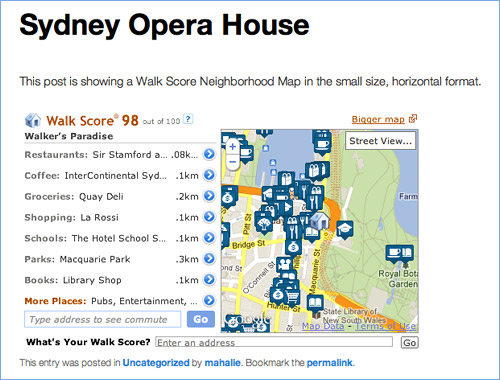 Sydney Opera House
This post is showing a Walk Score Neighborhood Map in the small size, horizontal format.
Walk Score® 98 out of 100 ?
Bigger map
Walker's Paradise
Restaurants: Sir Stamford a... .08k...
Coffee: InterContinental Syd... .1km
Groceries: Quay Deli .2km
Shopping: La Rossi .1km
Schools: The Hotel School S... .1km
Parks: Macquarie Park .3km
Books: Library Shop .1km
More Places: Pubs, Entertainment, ...
Type address to see commute Go
+
−
Street View...
Farm
Pitt St
Bridge St
O'Connell St
Macquarie St
Hunter St
Royal Bota
Garden
State Library of
New South Wales
Map Data - Terms of Use
What's Your Walk Score? Enter an address Go
This entry was posted in Uncategorized by mahalie. Bookmark the permalink.